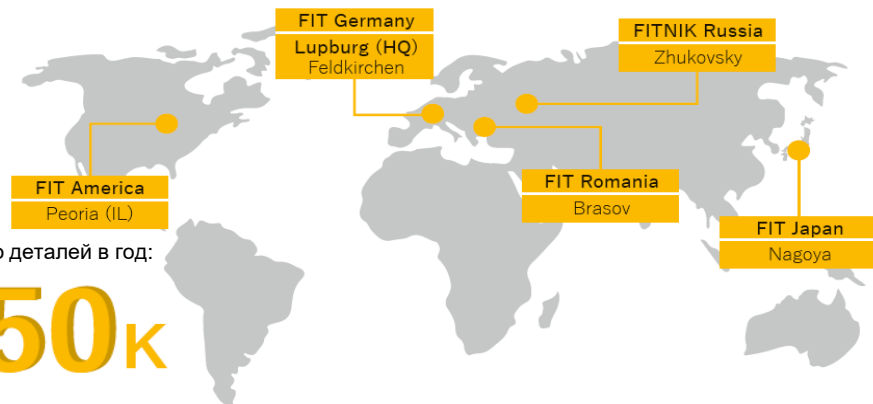 FIT Germany
Lupburg (HQ)
Feldkirchen
FITNIK Russia
Zhukovsky
FIT America
Peoria (IL)
FIT Romania
Brasov
FIT Japan
Nagoya
деталей в год:
50K